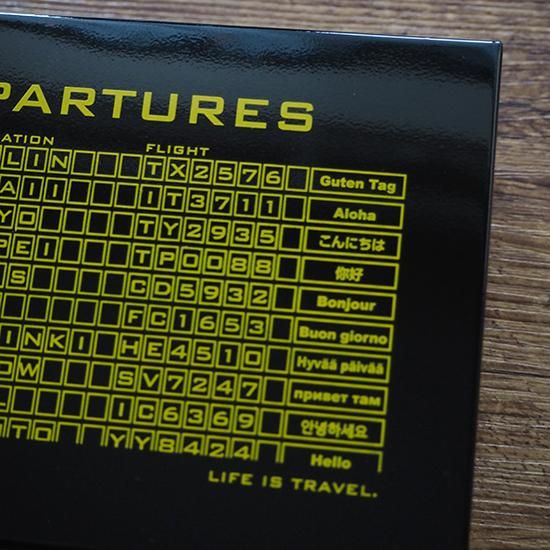 PARTURES
ATION FLIGHT
LIN TX2576 Guten Tag
AII IT3711 Aloha
YO TY2935 こんにちは
PEI TP0088 你好
S CD5932 Bonjour
FC1653 Buon giorno
INKI HE4510 Hyvää päivää
OW SV7247 привет там
L IC6369 안녕하세요
NTO YY8424 Hello
LIFE IS TRAVEL.